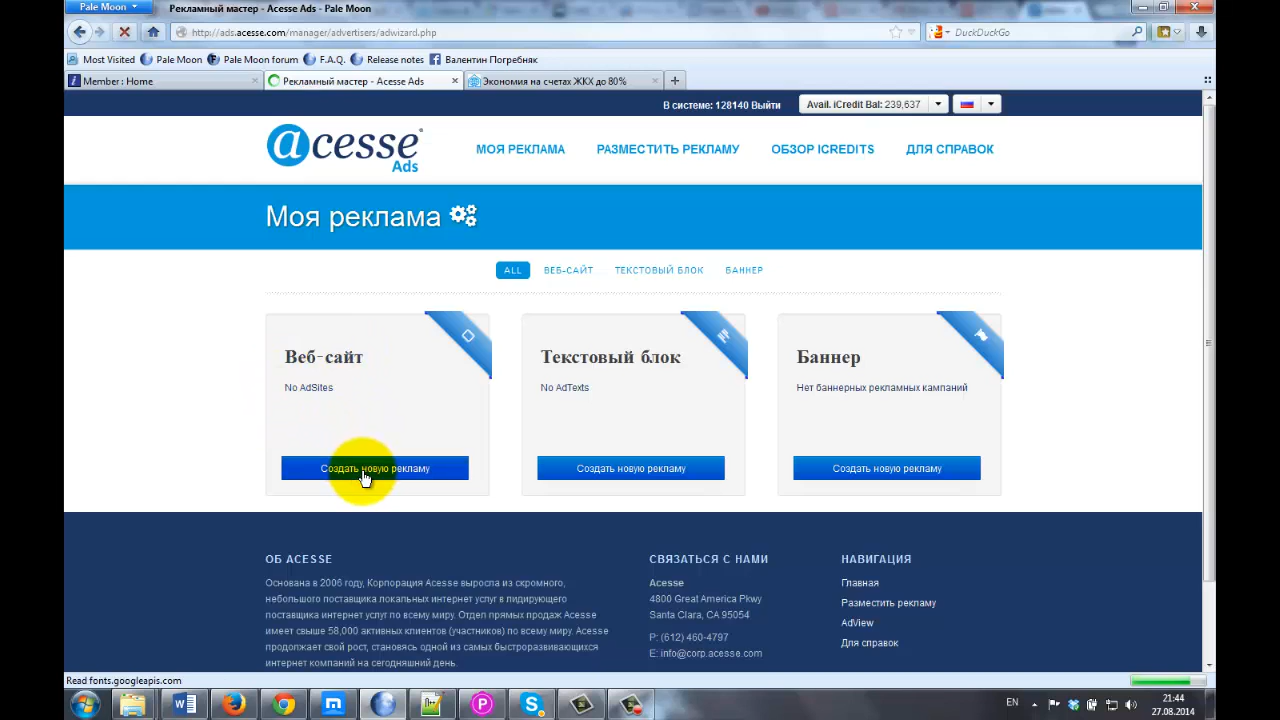 Pale Moon
Рекламный мастер - Acesse Ads - Pale Moon
http://ads.acesse.com/manager/advertisers/adwizard.php
DuckDuckGo
Most Visited Pale Moon Pale Moon forum F.A.Q. Release notes Валентин Погребняк
Member : Home
Рекламный мастер - Acesse Ads
Экономия на счетах ЖКХ до 80%
В системе: 128140 Выйти
Avail. iCredit Bal: 239,637
acesse
Ads
МОЯ РЕКЛАМА РАЗМЕСТИТЬ РЕКЛАМУ ОБЗОР ICREDITS ДЛЯ СПРАВОК
Моя реклама
ALL ВЕБ-САЙТ ТЕКСТОВЫЙ БЛОК БАННЕР
Веб-сайт
No AdSites
Создать новую рекламу
Текстовый блок
No AdTexts
Создать новую рекламу
Баннер
Нет баннерных рекламных кампаний
Создать новую рекламу
ОБ ACESSE
Основана в 2006 году, Корпорация Acesse выросла из скромного,
небольшого поставщика локальных интернет услуг в лидирующего
поставщика интернет услуг по всему миру. Отдел прямых продаж Acesse
имеет свыше 58,000 активных клиентов (участников) по всему миру. Acesse
продолжает свой рост, становясь одной из самых быстроразвивающихся
интернет компаний на сегодняшний день.
СВЯЗАТЬСЯ С НАМИ
Acesse
4800 Great America Pkwy
Santa Clara, CA 95054
P: (612) 460-4797
E: info@corp.acesse.com
НАВИГАЦИЯ
Главная
Разместить рекламу
AdView
Для справок
Read fonts.googleapis.com
EN
21:44
27.08.2014